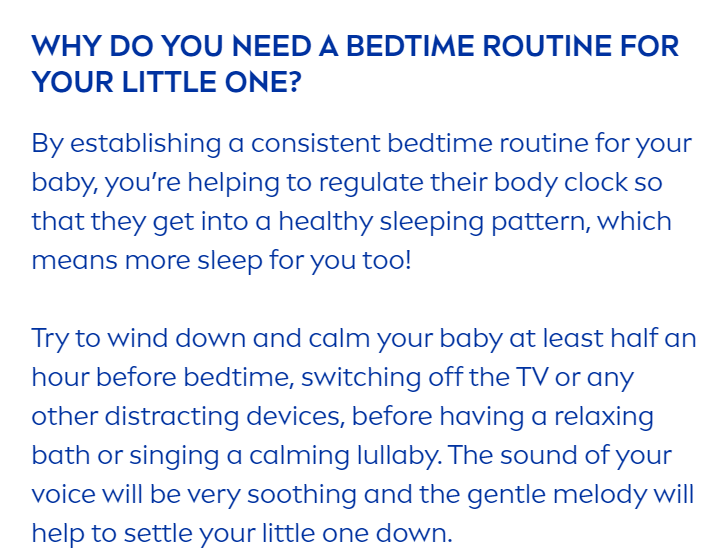 WHY DO YOU NEED A BEDTIME ROUTINE FOR
YOUR LITTLE ONE?
By establishing a consistent bedtime routine for your
baby, you’re helping to regulate their body clock so
that they get into a healthy sleeping pattern, which
means more sleep for you too!
Try to wind down and calm your baby at least half an
hour before bedtime, switching off the TV or any
other distracting devices, before having a relaxing
bath or singing a calming lullaby. The sound of your
voice will be very soothing and the gentle melody will
help to settle your little one down.